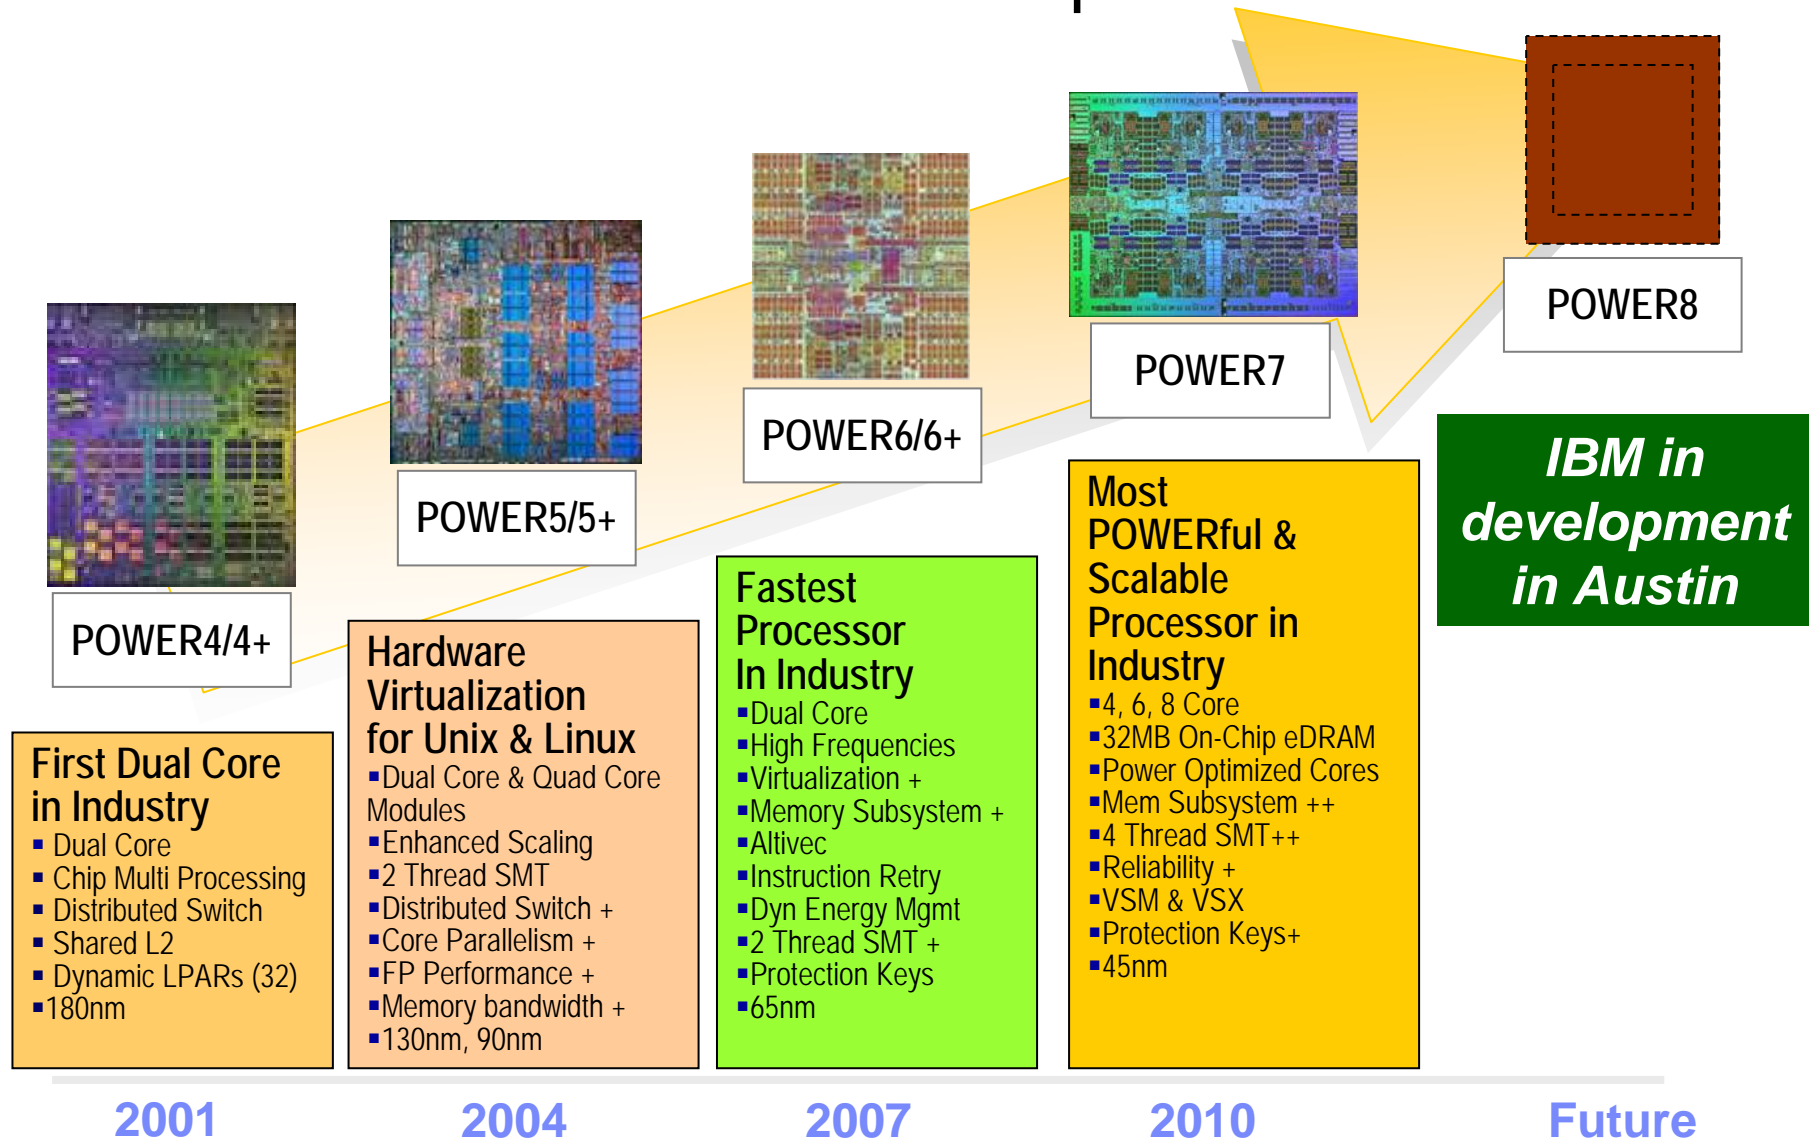 POWER4/4+
First Dual Core
in Industry
▪ Dual Core
▪ Chip Multi Processing
▪ Distributed Switch
▪ Shared L2
▪ Dynamic LPARs (32)
▪180nm
2001
POWER5/5+
Hardware
Virtualization
for Unix & Linux
▪Dual Core & Quad Core
Modules
▪Enhanced Scaling
▪2 Thread SMT
▪Distributed Switch +
▪Core Parallelism +
▪FP Performance +
▪Memory bandwidth +
▪130nm, 90nm
2004
POWER6/6+
Fastest
Processor
In Industry
▪Dual Core
▪High Frequencies
▪Virtualization +
▪Memory Subsystem +
▪Altivec
▪Instruction Retry
▪Dyn Energy Mgmt
▪2 Thread SMT +
▪Protection Keys
▪65nm
2007
POWER7
Most
POWERful &
Scalable
Processor in
Industry
▪4, 6, 8 Core
▪32MB On-Chip eDRAM
▪Power Optimized Cores
▪Mem Subsystem ++
▪4 Thread SMT++
▪Reliability +
▪VSM & VSX
▪Protection Keys+
▪45nm
2010
POWER8
IBM in
development
in Austin
Future